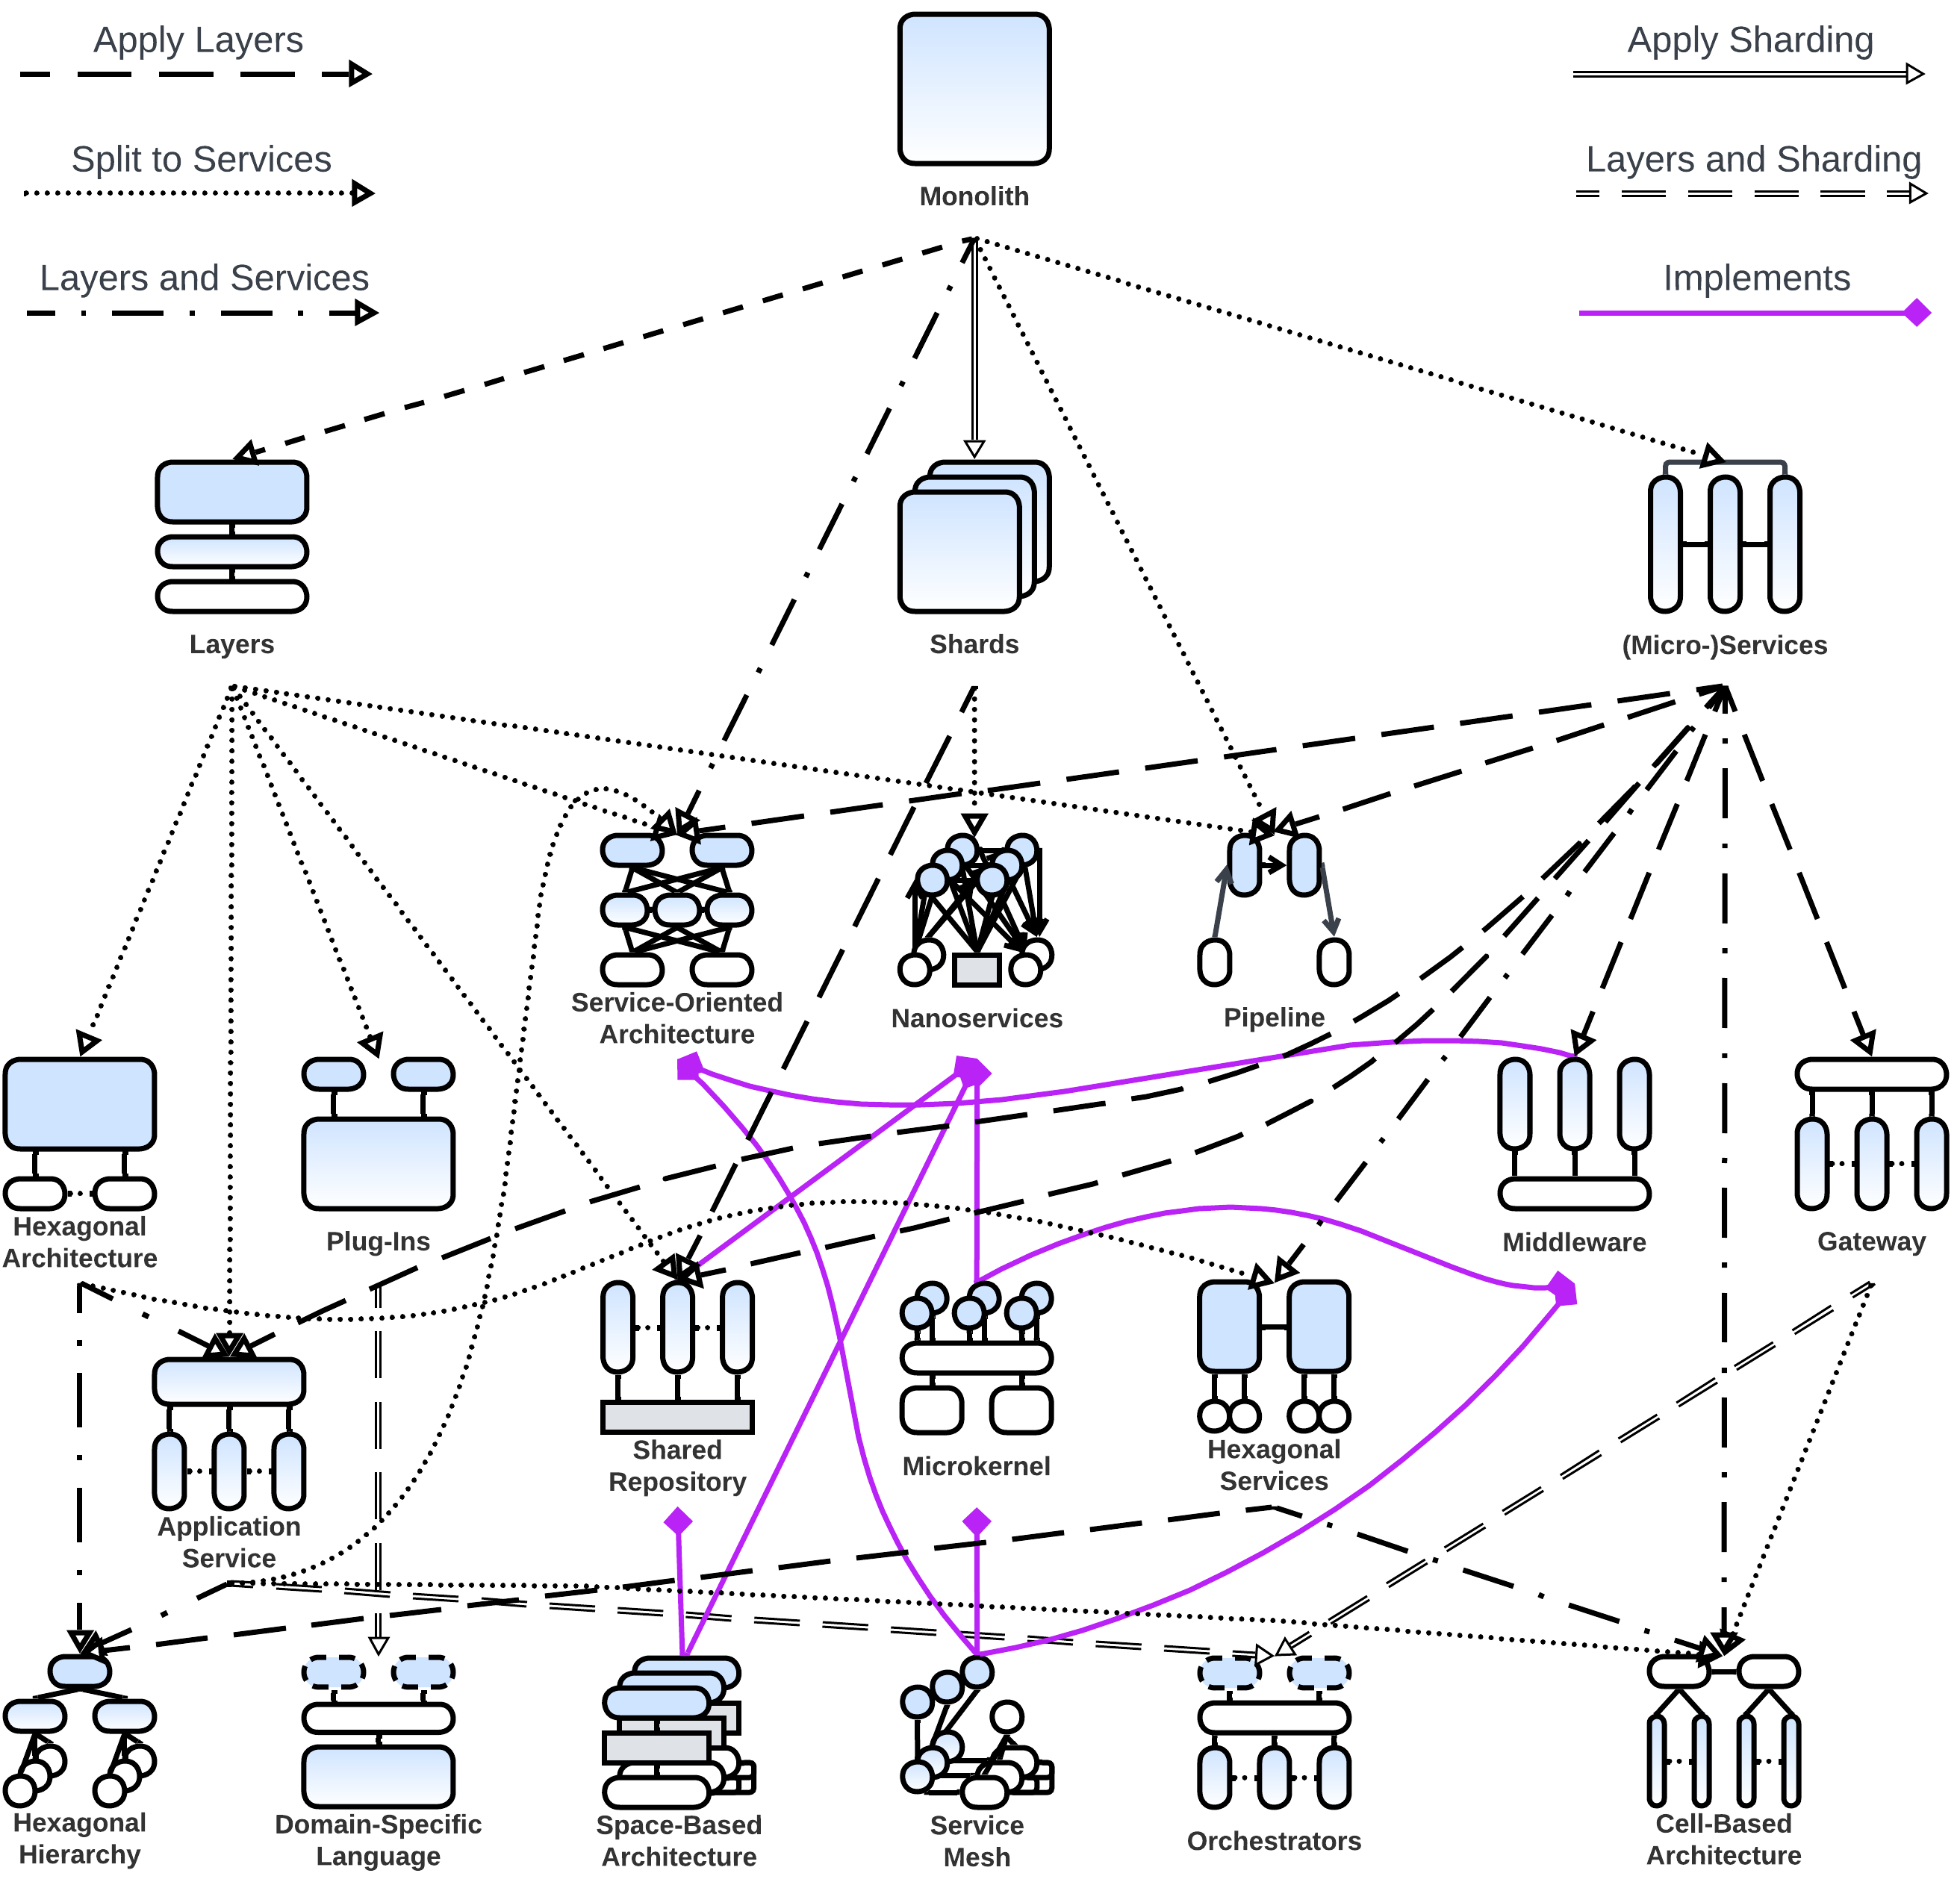 Apply Layers
Apply Sharding
Split to Services
Layers and Sharding
Monolith
Layers and Services
Implements
Layers
Shards
(Micro-)Services
Service-Oriented
Architecture
Nanoservices
Pipeline
Hexagonal
Architecture
Plug-Ins
Middleware
Gateway
Application
Service
Shared
Repository
Microkernel
Hexagonal
Services
Hexagonal
Hierarchy
Domain-Specific
Language
Space-Based
Architecture
Service
Mesh
Orchestrators
Cell-Based
Architecture